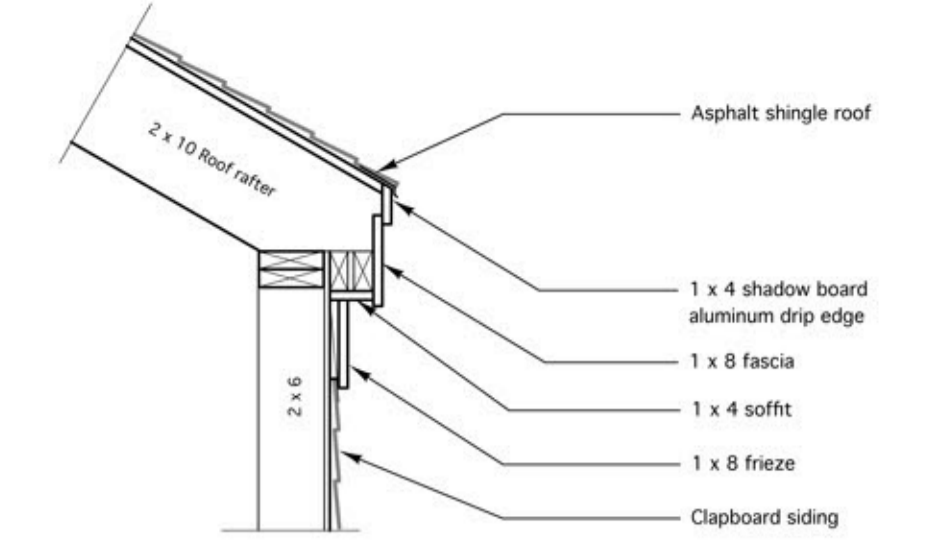 Asphalt shingle roof
2 x 10 Roof rafter
1 x 4 shadow board
aluminum drip edge
1 x 8 fascia
2 x 6
1 x 4 soffit
1 x 8 frieze
Clapboard siding